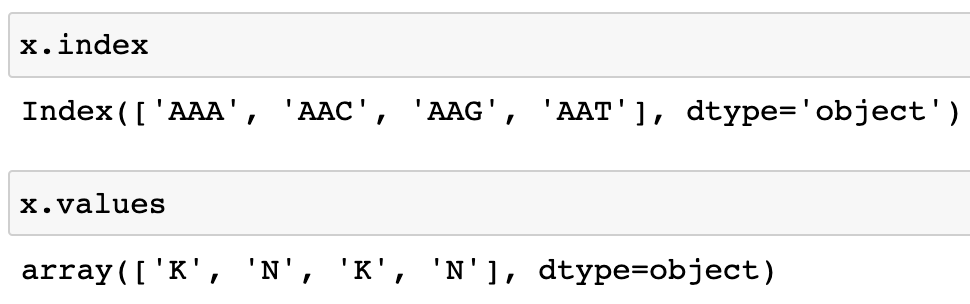 x.index
Index(['AAA', 'AAC', 'AAG', 'AAT'], dtype='object')
x.values
array(['K', 'N', 'K', 'N'], dtype=object)